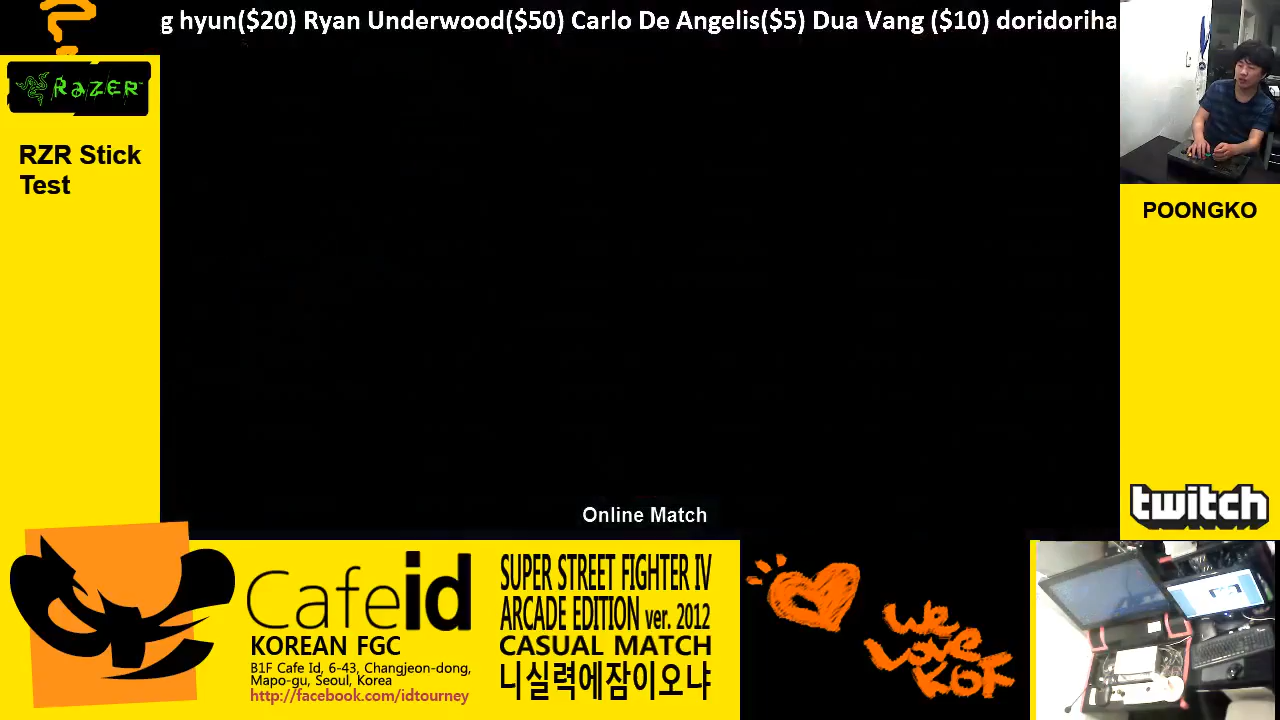 g hyun($20) Ryan Underwood($50) Carlo De Angelis($5) Dua Vang ($10) doridoriha
RAZER
RZR Stick
Test
POONGKO
Online Match
twitch
Cafeid
KOREAN FGC
B1F Cafe Id, 6-43, Changjeon-dong,
Mapo-gu, Seoul, Korea
http://facebook.com/idtourney
SUPER STREET FIGHTER IV
ARCADE EDITION ver. 2012
CASUAL MATCH
니실력에잠이오냐
We
Love
KOF